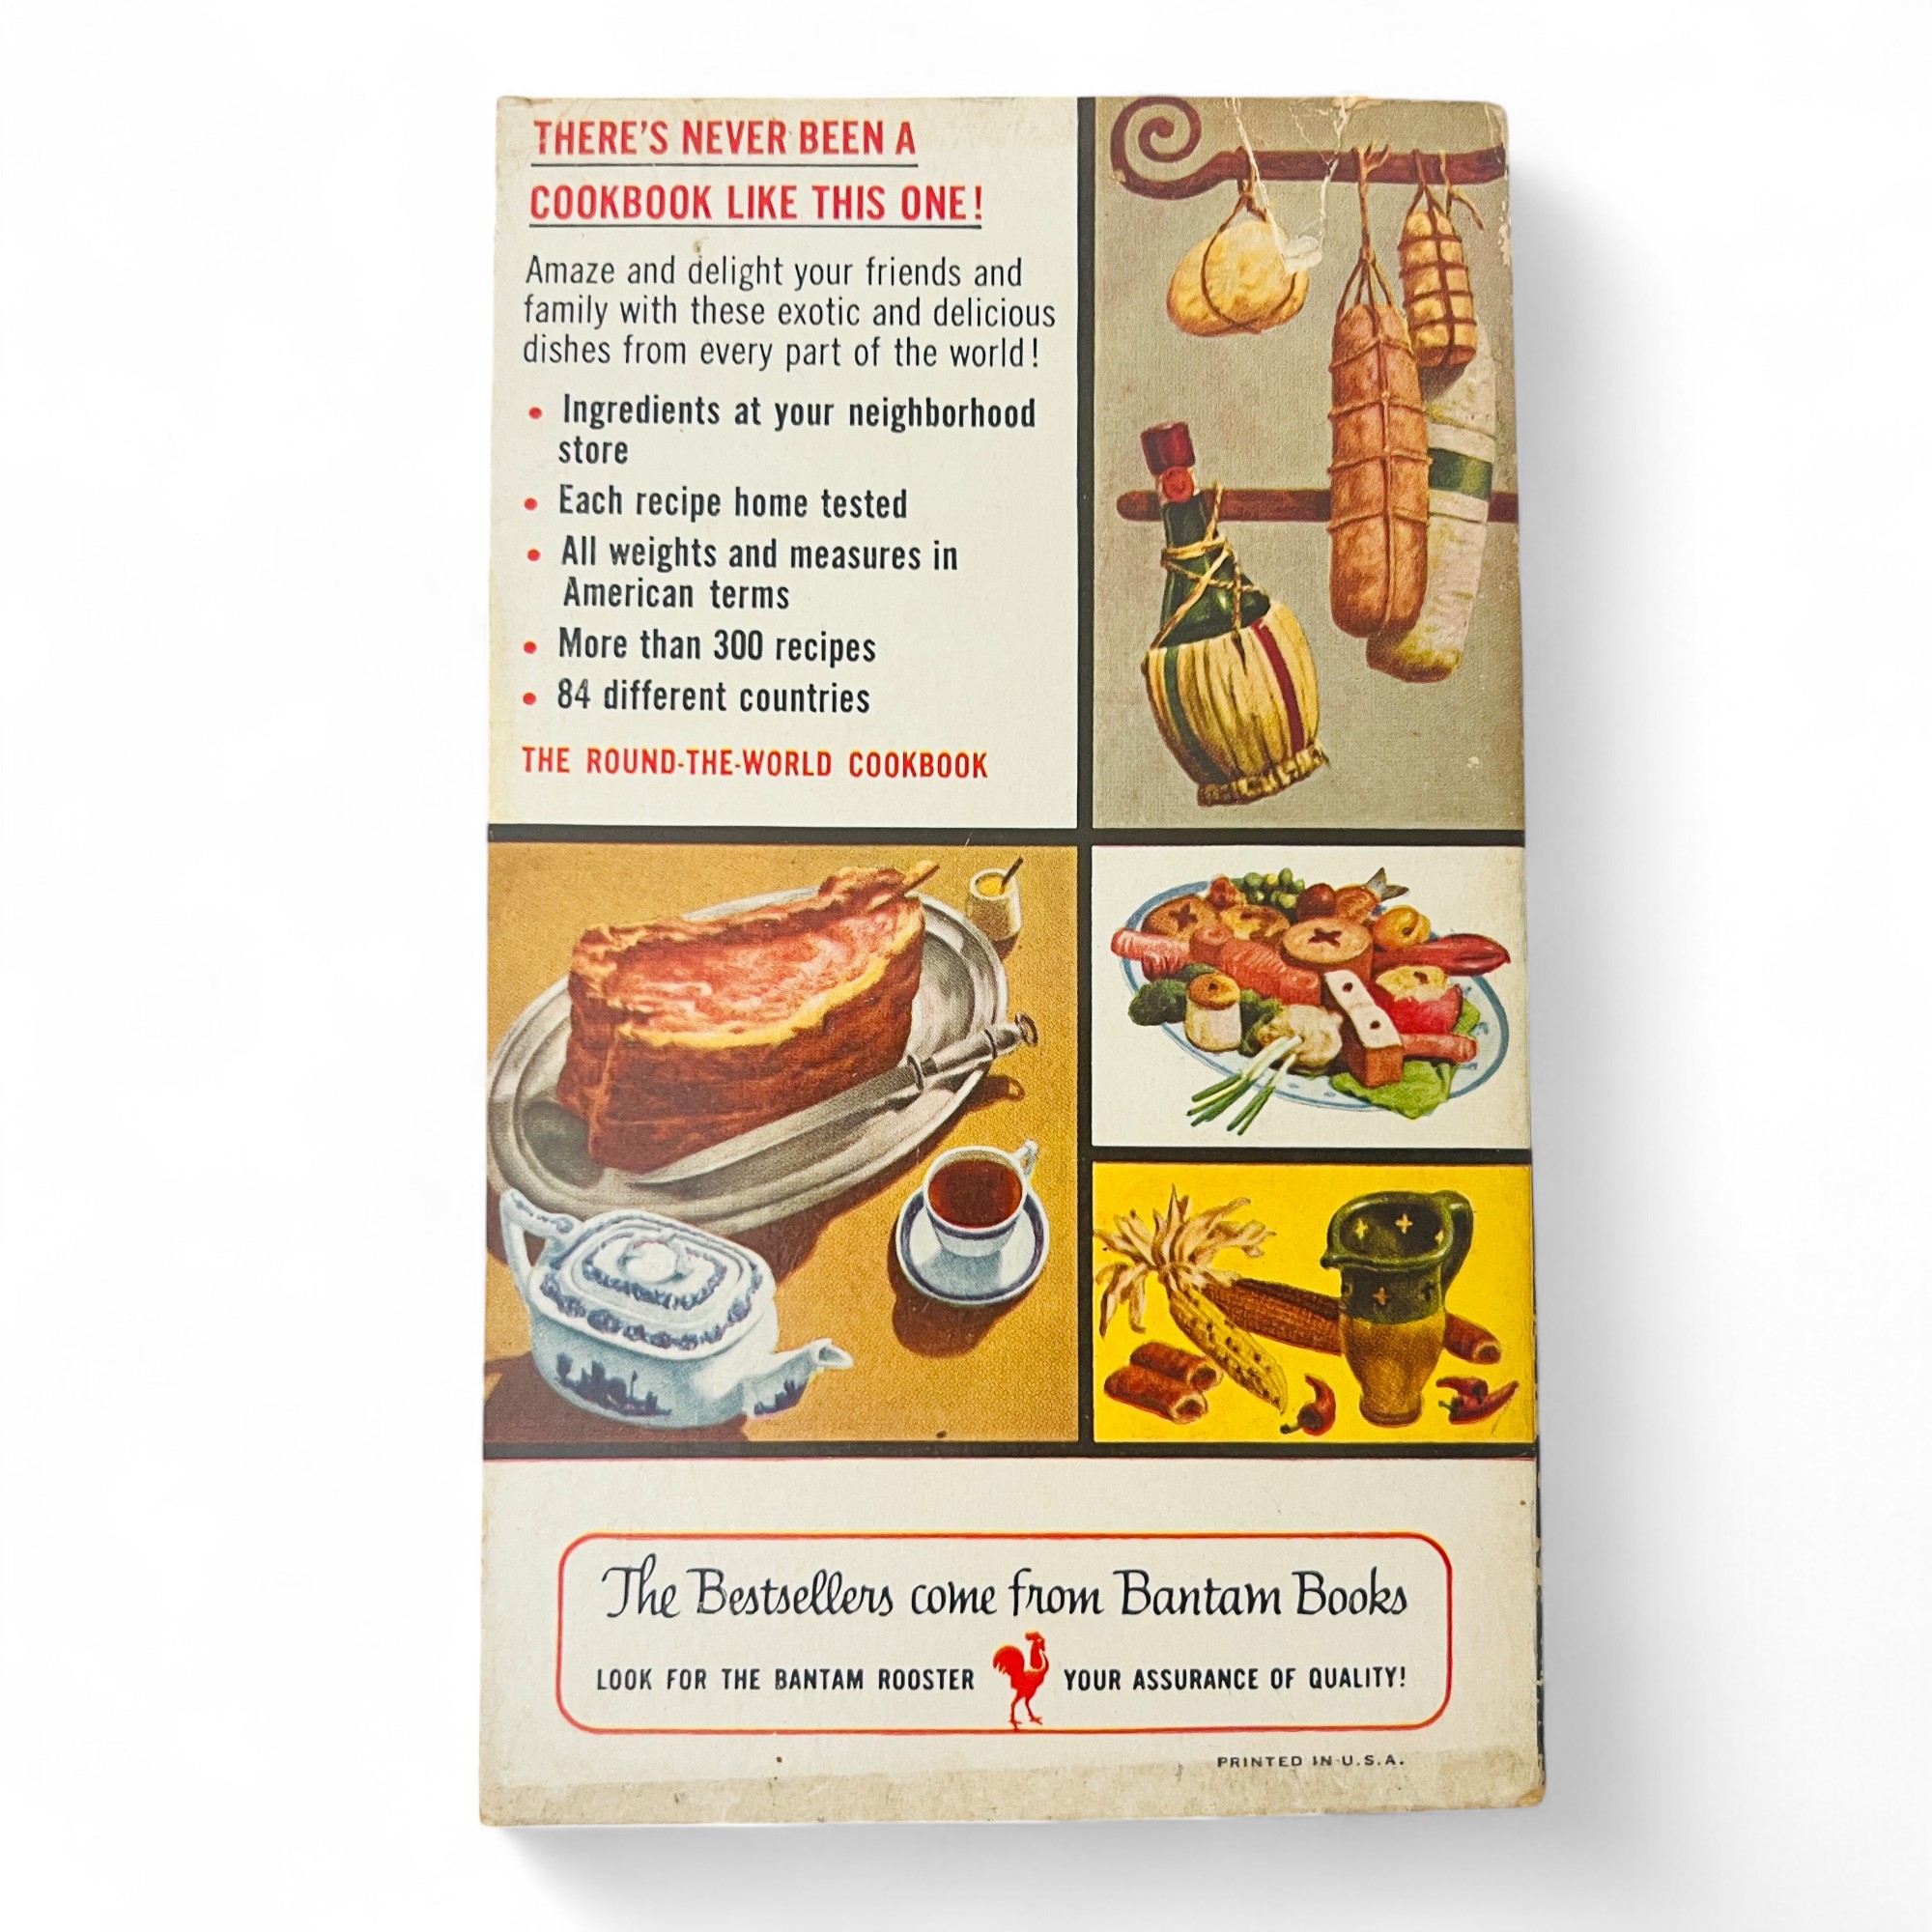 THERE'S NEVER BEEN A
COOKBOOK LIKE THIS ONE!
Amaze and delight your friends and
family with these exotic and delicious
dishes from every part of the world!
• Ingredients at your neighborhood
store
• Each recipe home tested
• All weights and measures in
American terms
• More than 300 recipes
• 84 different countries
THE ROUND-THE-WORLD COOKBOOK
The Bestsellers come from Bantam Books
LOOK FOR THE BANTAM ROOSTER YOUR ASSURANCE OF QUALITY!
PRINTED IN U.S.A.